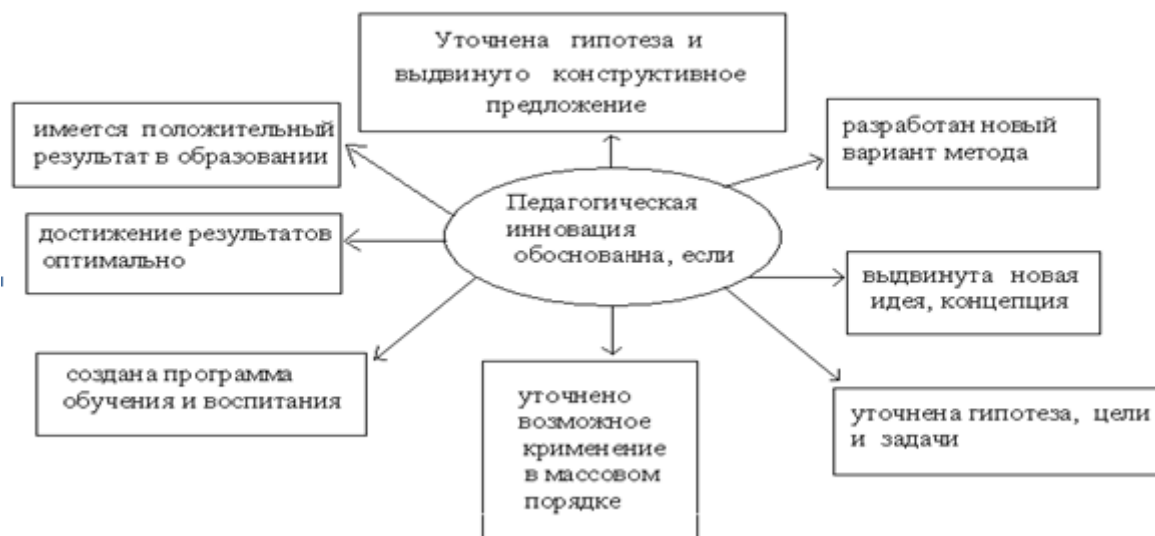 Уточнена гипотеза и
выдвинуто конструктивное
предложение
имеется положительный
результат в образовании
разработан новый
вариант метода
Педагогическая
инновация
обоснованна, если
достижение результатов
оптимально
выдвинута новая
идея, концепция
создана программа
обучения и воспитания
уточнено
возможное
крименение
в массовом
порядке
уточнена гипотеза, цели
и задачи